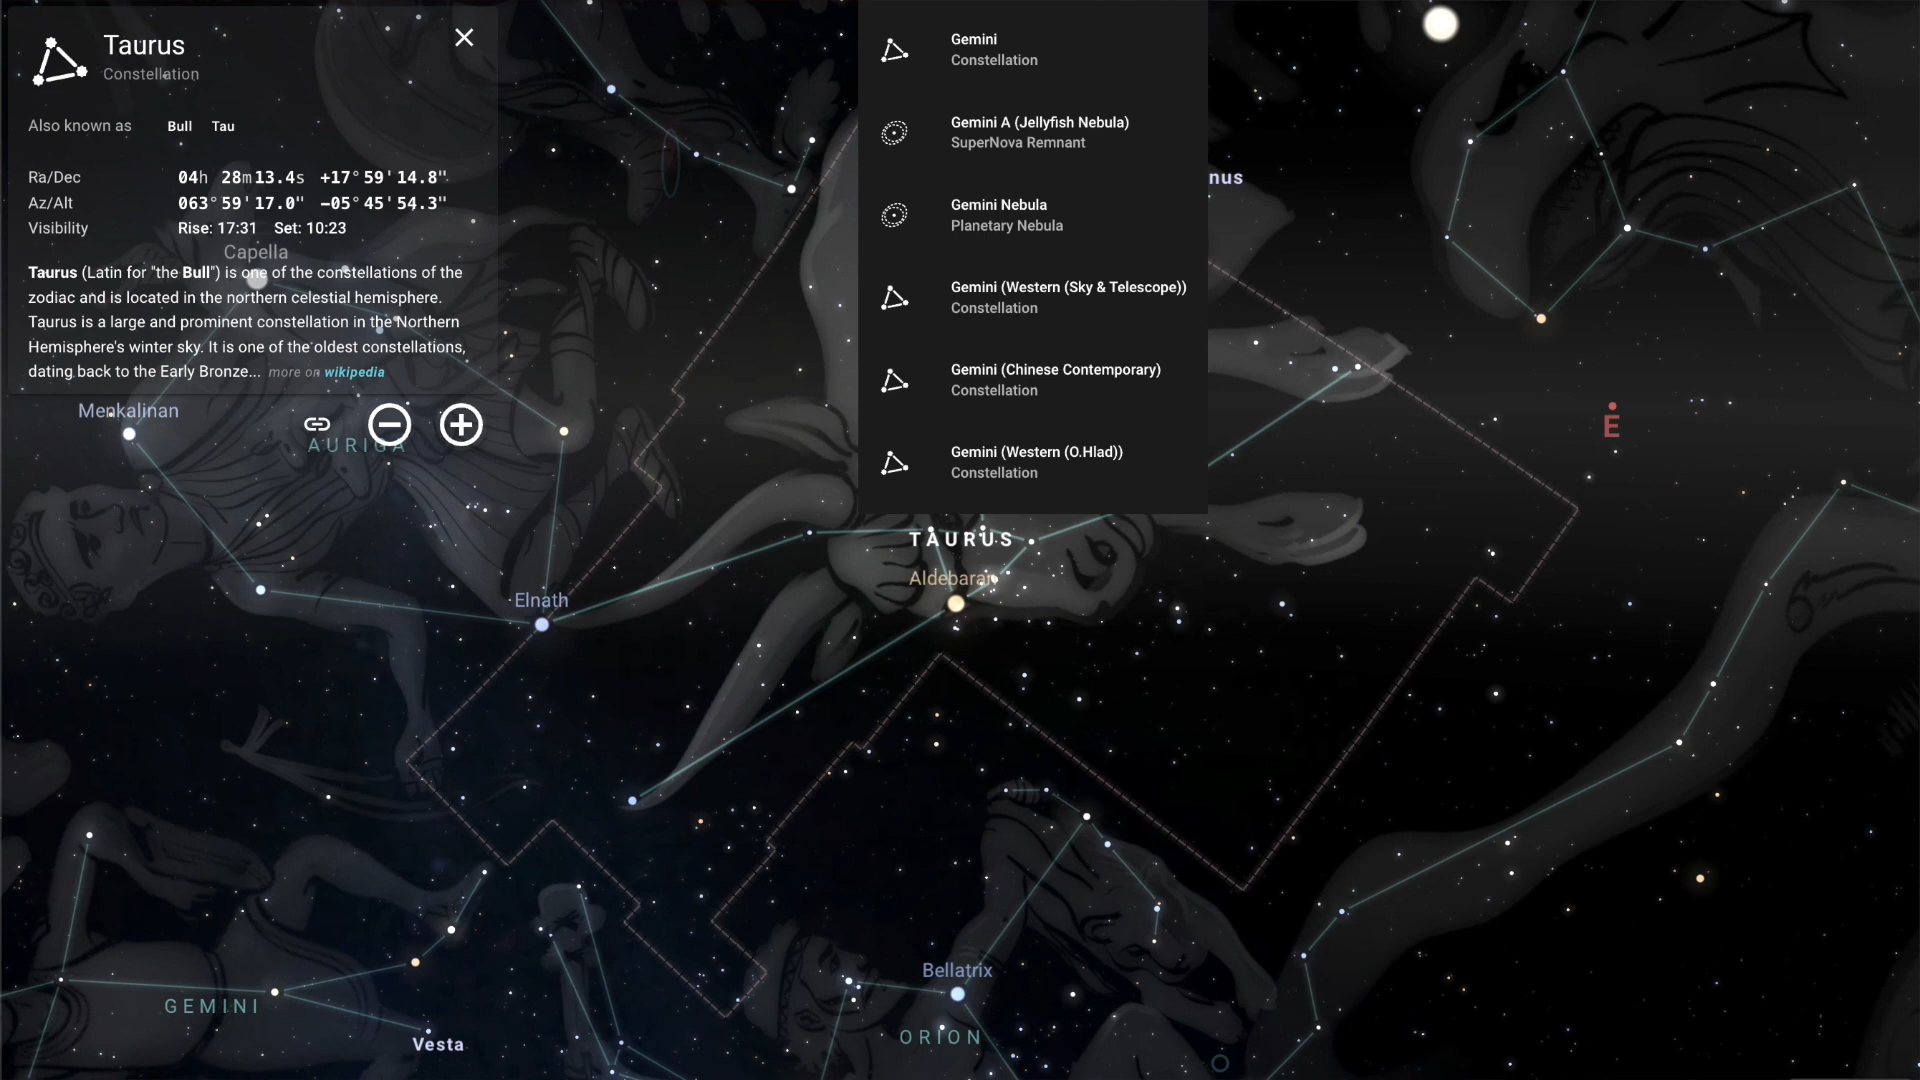 Taurus
Constellation
Also known as Bull Tau
Ra/Dec 04h 28m13.4s +17°59'14.8"
Az/Alt 063°59'17.0" −05°45'54.3"
Visibility Rise: 17:31 Set: 10:23
Capella
Taurus (Latin for "the Bull") is one of the constellations of the
zodiac and is located in the northern celestial hemisphere.
Taurus is a large and prominent constellation in the Northern
Hemisphere's winter sky. It is one of the oldest constellations,
dating back to the Early Bronze... more on wikipedia
Menkalinan
AURIGA
Gemini
Constellation
Gemini A (Jellyfish Nebula)
SuperNova Remnant
Gemini Nebula
Planetary Nebula
Gemini (Western (Sky & Telescope))
Constellation
Gemini (Chinese Contemporary)
Constellation
Gemini (Western (O.Hlad))
Constellation
nus
E
TAURUS
Aldebaran
Elnath
Bellatrix
ORION
GEMINI
Vesta